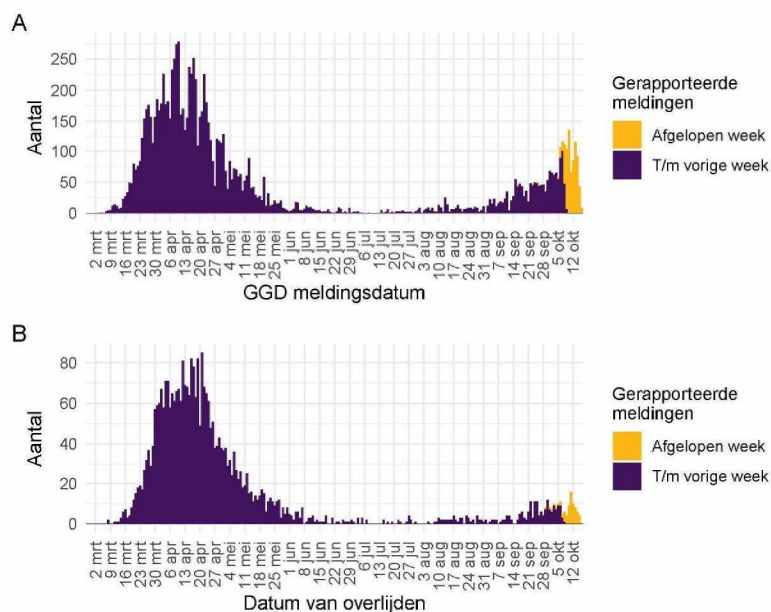 A
Aantal
250
200
150
100
50
0
2 mrt
9 mrt
16 mrt
23 mrt
30 mrt
6 apr
13 apr
20 apr
27 apr
4 mei
11 mei
18 mei
25 mei
1 jun
8 jun
15 jun
22 jun
29 jun
6 jul
13 jul
20 jul
27 jul
3 aug
10 aug
17 aug
24 aug
31 aug
7 sep
14 sep
21 sep
28 sep
5 okt
12 okt
GGD meldingsdatum
Gerapporteerde
meldingen
Afgelopen week
T/m vorige week
B
Aantal
80
60
40
20
0
2 mrt
9 mrt
16 mrt
23 mrt
30 mrt
6 apr
13 apr
20 apr
27 apr
4 mei
11 mei
18 mei
25 mei
1 jun
8 jun
15 jun
22 jun
29 jun
6 jul
13 jul
20 jul
27 jul
3 aug
10 aug
17 aug
24 aug
31 aug
7 sep
14 sep
21 sep
28 sep
5 okt
12 okt
Datum van overlijden
Gerapporteerde
meldingen
Afgelopen week
T/m vorige week